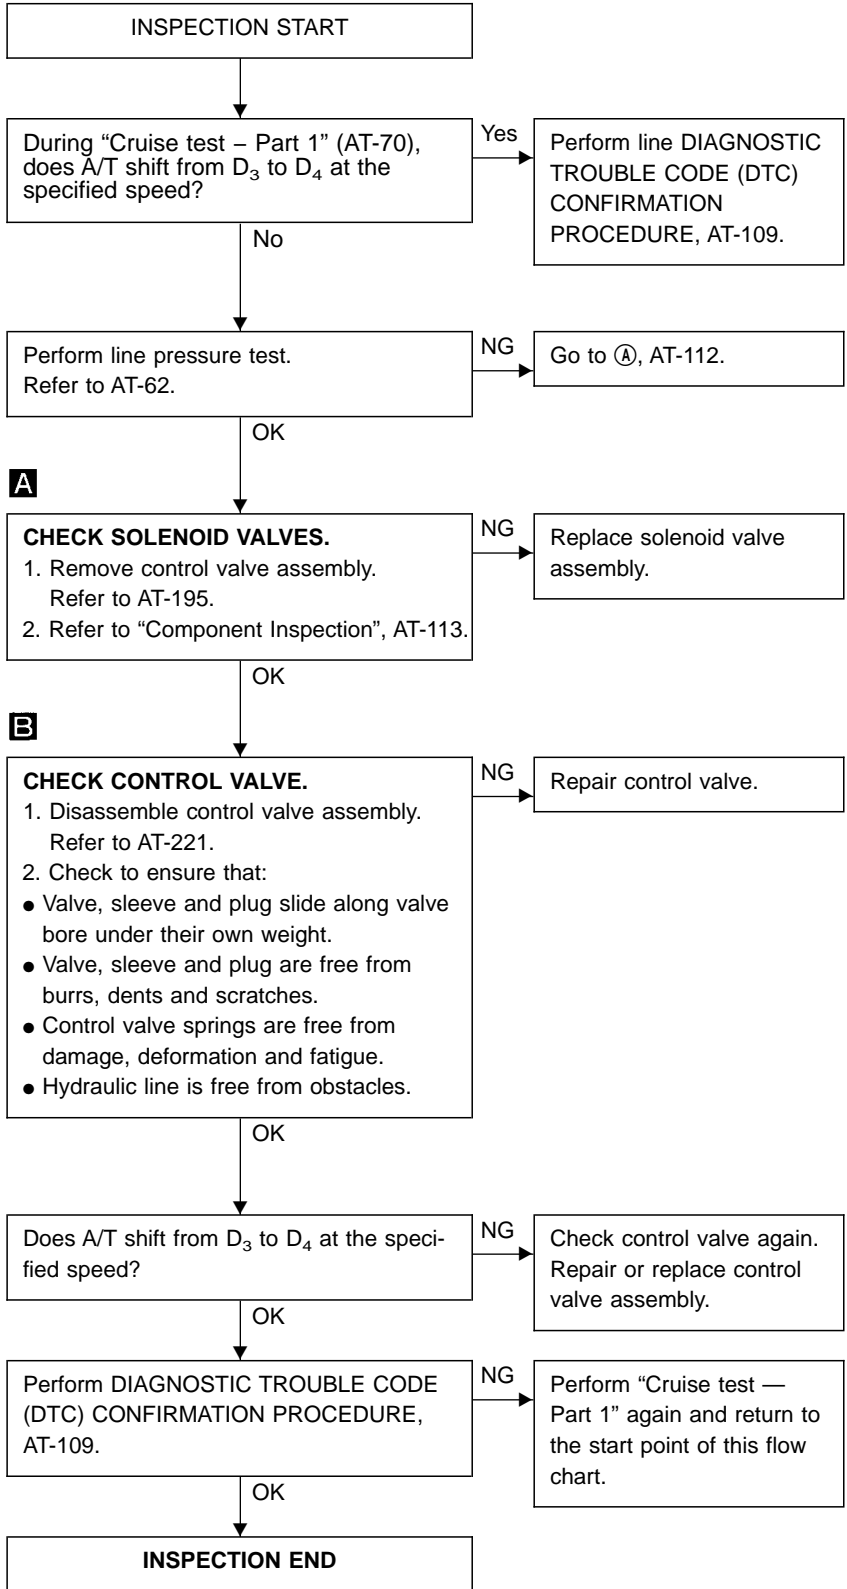 INSPECTION START
During “Cruise test – Part 1” (AT-70),
does A/T shift from D₃ to D₄ at the
specified speed?
Yes
Perform line DIAGNOSTIC
TROUBLE CODE (DTC)
CONFIRMATION
PROCEDURE, AT-109.
No
Perform line pressure test.
Refer to AT-62.
NG
Go to Ⓐ, AT-112.
OK
A
CHECK SOLENOID VALVES.
1. Remove control valve assembly.
Refer to AT-195.
2. Refer to “Component Inspection”, AT-113.
NG
Replace solenoid valve
assembly.
OK
B
CHECK CONTROL VALVE.
1. Disassemble control valve assembly.
Refer to AT-221.
2. Check to ensure that:
● Valve, sleeve and plug slide along valve
bore under their own weight.
● Valve, sleeve and plug are free from
burrs, dents and scratches.
● Control valve springs are free from
damage, deformation and fatigue.
● Hydraulic line is free from obstacles.
NG
Repair control valve.
OK
Does A/T shift from D₃ to D₄ at the speci-
fied speed?
NG
Check control valve again.
Repair or replace control
valve assembly.
OK
Perform DIAGNOSTIC TROUBLE CODE
(DTC) CONFIRMATION PROCEDURE,
AT-109.
NG
Perform “Cruise test —
Part 1” again and return to
the start point of this flow
chart.
OK
INSPECTION END